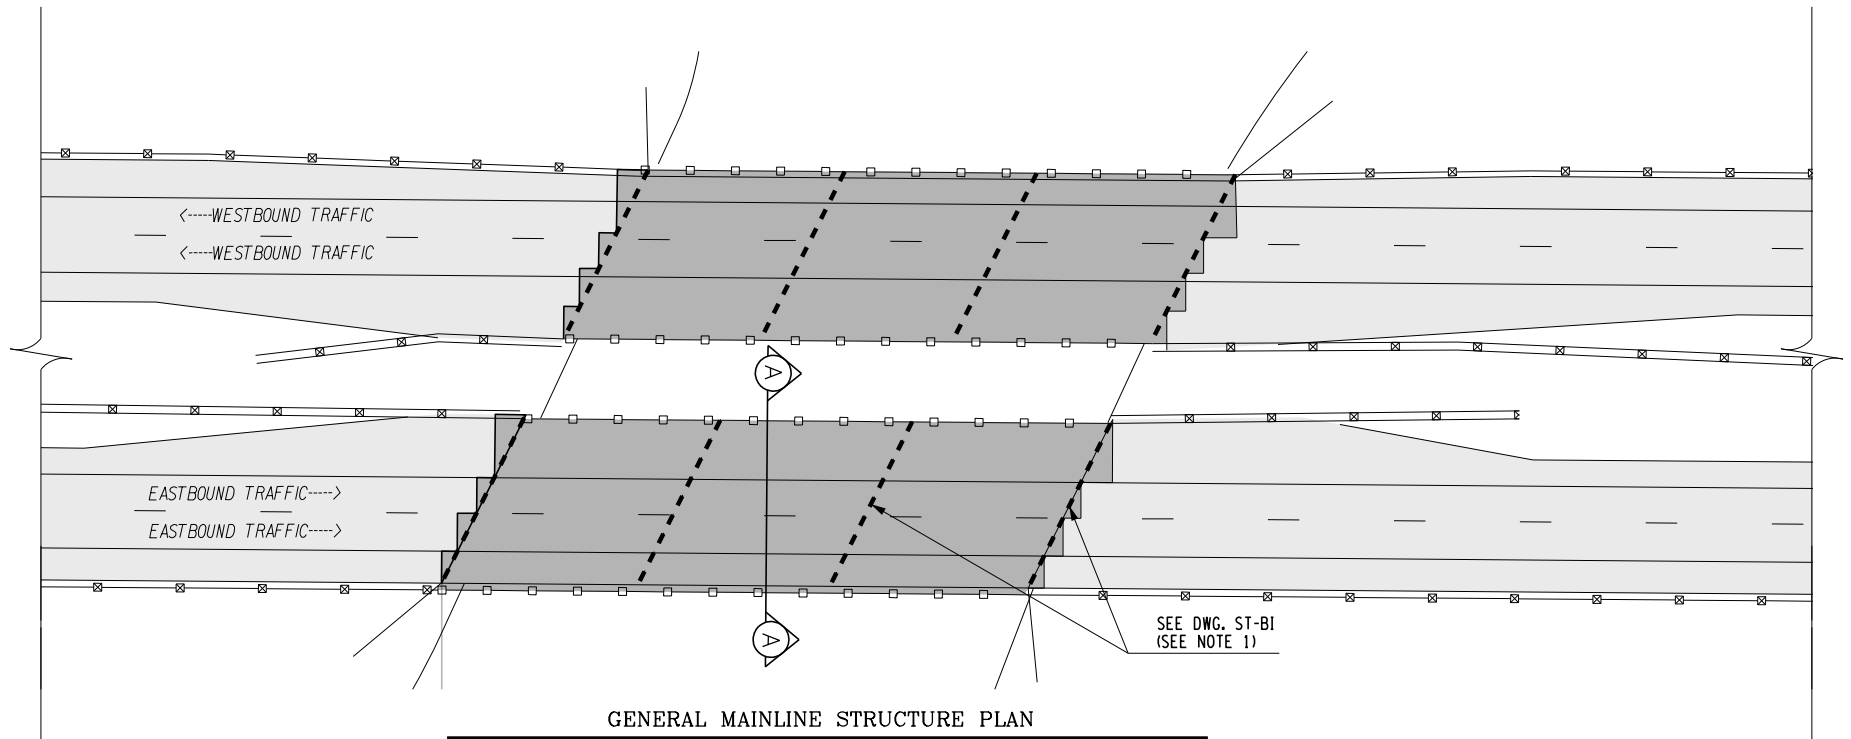 <-----WESTBOUND TRAFFIC
<-----WESTBOUND TRAFFIC
A
EASTBOUND TRAFFIC----->
EASTBOUND TRAFFIC----->
A
SEE DWG. ST-BI
(SEE NOTE 1)
GENERAL MAINLINE STRUCTURE PLAN